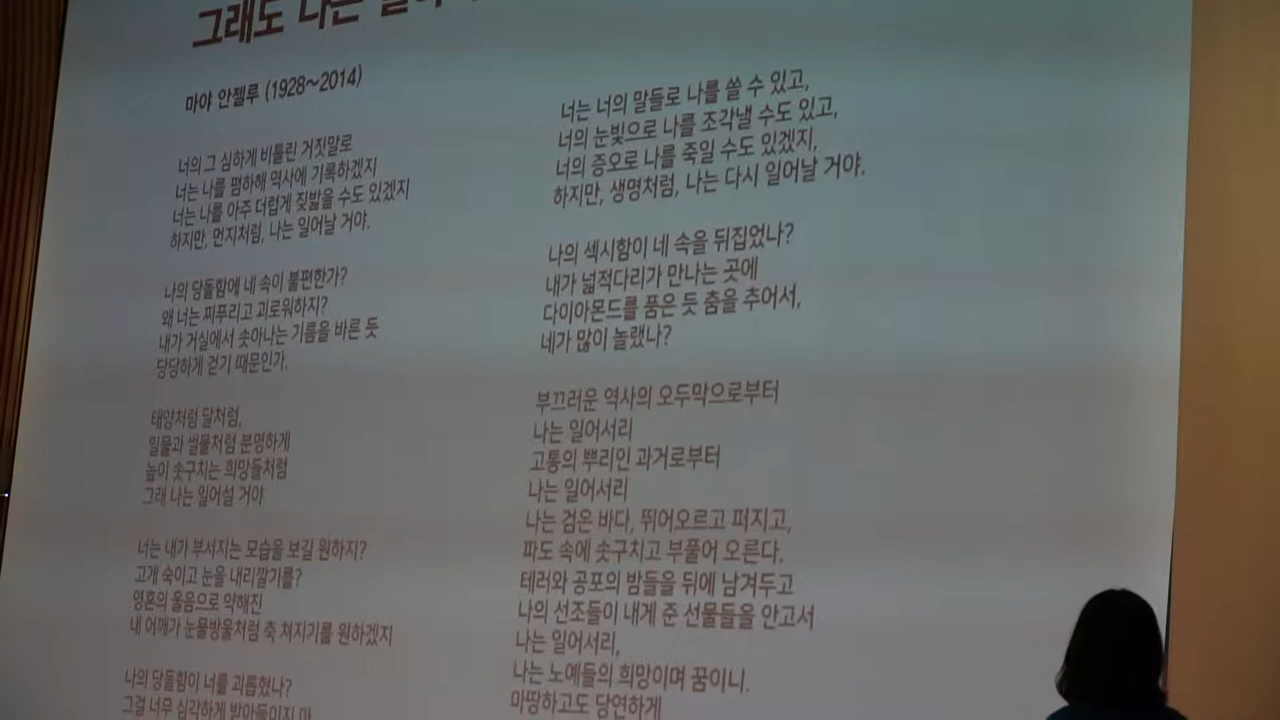 그래도 나는
마야 안젤루 (1928~2014)
너의 그 심하게 비틀린 거짓말로
너는 나를 폄하해 역사에 기록하겠지
너는 나를 아주 더럽게 짖밟을 수도 있겠지
하지만, 먼지처럼, 나는 일어날 거야.
나의 당돌함에 네 속이 불편한가?
왜 너는 찌푸리고 괴로워하지?
내가 거실에서 솟아나는 기름을 바른 듯
당당하게 걷기 때문인가.
태양처럼 달처럼,
밀물과 썰물처럼 분명하게
높이 솟구치는 희망들처럼
그래 나는 일어설 거야
너는 내가 부서지는 모습을 보길 원하지?
고개 숙이고 눈을 내리깔기를?
영혼의 울음으로 약해진
내 어깨가 눈물방울처럼 축 쳐지기를 원하겠지
나의 당돌함이 너를 괴롭혔나?
그걸 너무 심각하게 받아들이지 마
너는 너의 말들로 나를 쏠 수 있고,
너의 눈빛으로 나를 조각낼 수도 있고,
너의 증오로 나를 죽일 수도 있겠지,
하지만, 생명처럼, 나는 다시 일어날 거야.
나의 섹시함이 네 속을 뒤집었나?
내가 넓적다리가 만나는 곳에
다이아몬드를 품은 듯 춤을 추어서,
네가 많이 놀랬나?
부끄러운 역사의 오두막으로부터
나는 일어서리
고통의 뿌리인 과거로부터
나는 일어서리
나는 검은 바다, 뛰어오르고 퍼지고,
파도 속에 솟구치고 부풀어 오른다.
테러와 공포의 밤들을 뒤에 남겨두고
나의 선조들이 내게 준 선물들을 안고서
나는 일어서리,
나는 노예들의 희망이며 꿈이니.
마땅하고도 당연하게